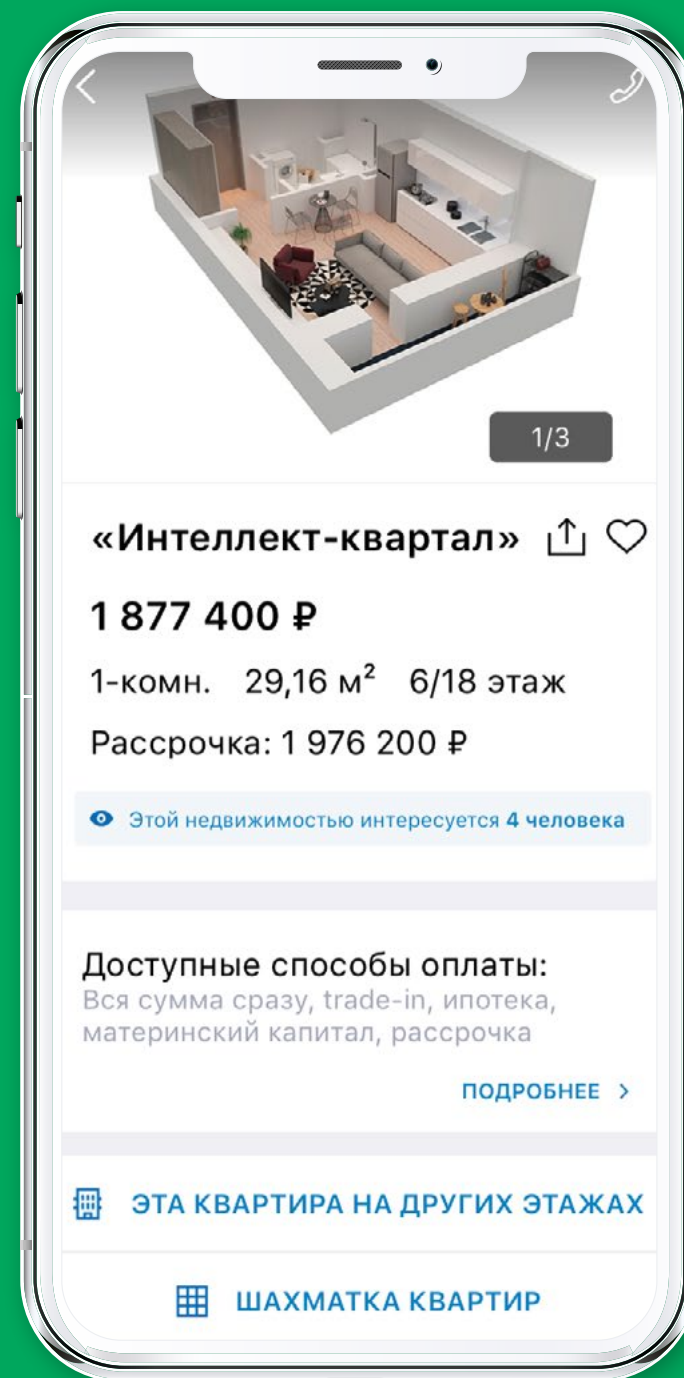 1/3
«Интеллект-квартал»
1 877 400 ₽
1-комн. 29,16 м² 6/18 этаж
Рассрочка: 1 976 200 ₽
Этой недвижимостью интересуется 4 человека
Доступные способы оплаты:
Вся сумма сразу, trade-in, ипотека,
материнский капитал, рассрочка
ПОДРОБНЕЕ >
ЭТА КВАРТИРА НА ДРУГИХ ЭТАЖАХ
ШАХМАТКА КВАРТИР